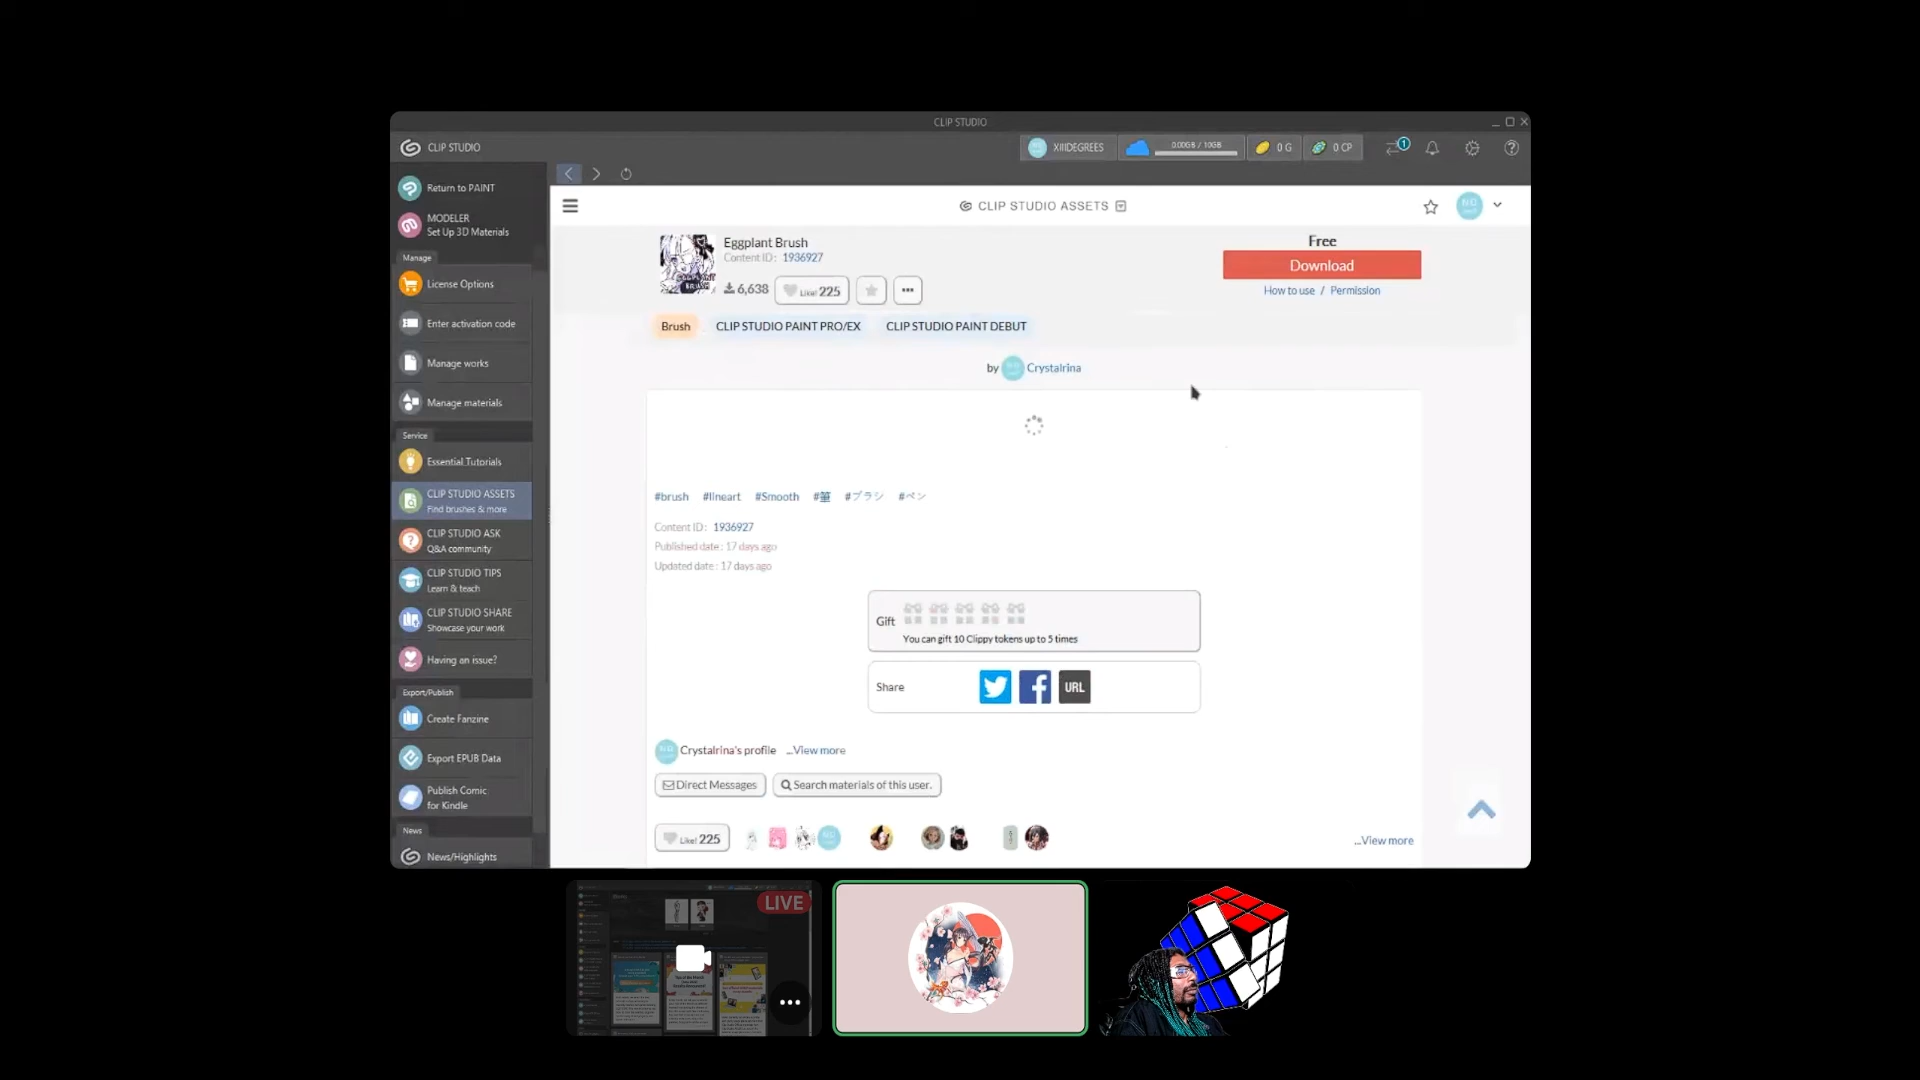 CLIP STUDIO
CLIP STUDIO
XIIIDEGREES
0.00GB / 10GB
0 G
0 CP
1
Return to PAINT
MODELER
Set Up 3D Materials
Manage
License Options
Enter activation code
Manage works
Manage materials
Service
Essential Tutorials
CLIP STUDIO ASSETS
Find brushes & more
CLIP STUDIO ASK
Q&A community
CLIP STUDIO TIPS
Learn & teach
CLIP STUDIO SHARE
Showcase your work
Having an issue?
Export/Publish
Create Fanzine
Export EPUB Data
Publish Comic
for Kindle
News
News/Highlights
CLIP STUDIO ASSETS
Eggplant Brush
Content ID : 1936927
6,638
Like! 225
Free
Download
How to use / Permission
Brush
CLIP STUDIO PAINT PRO/EX
CLIP STUDIO PAINT DEBUT
by Crystalrina
#brush #lineart #Smooth #ブラシ #ペン
Content ID : 1936927
Published date : 17 days ago
Updated date : 17 days ago
Gift
You can gift 10 Clippy tokens up to 5 times
Share
URL
Crystalrina's profile ...View more
Direct Messages
Search materials of this user.
Like! 225
...View more
LIVE